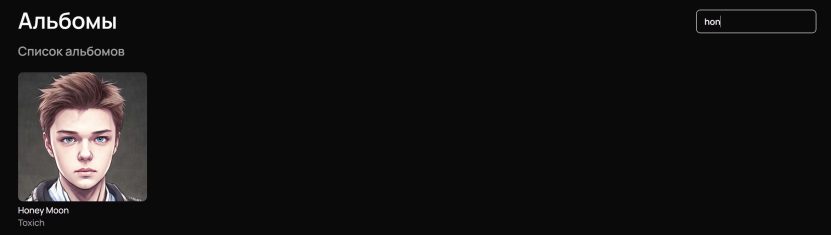 Альбомы
hon
Список альбомов
Honey Moon
Toxich